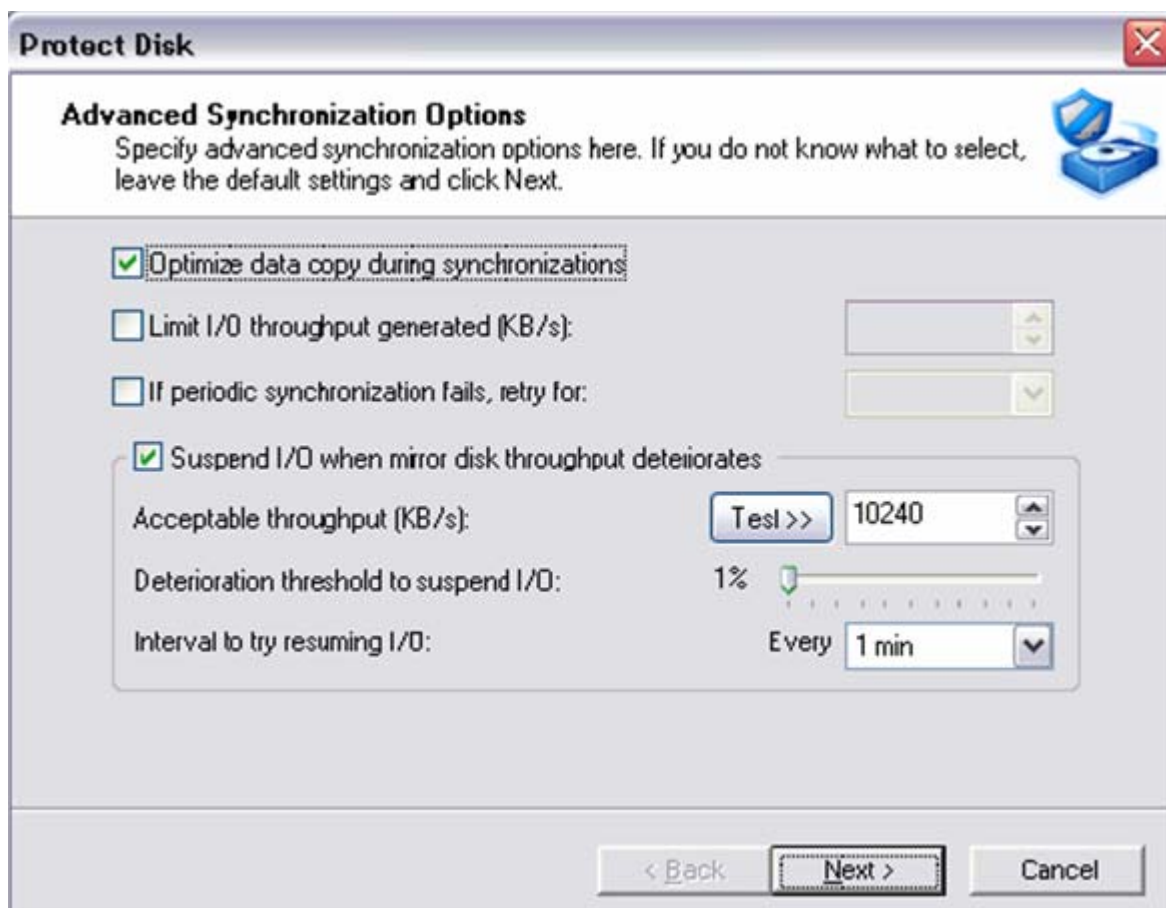 Protect Disk
Advanced Synchronization Options
Specify advanced synchronization options here. If you do not know what to select,
leave the default settings and click Next.
Optimize data copy during synchronizations
Limit I/O throughput generated (KB/s):
If periodic synchronization fails, retry for:
Suspend I/O when mirror disk throughput deteriorates
Acceptable throughput (KB/s): Test >> 10240
Deterioration threshold to suspend I/O: 1%
Interval to try resuming I/O: Every 1 min
< Back Next > Cancel